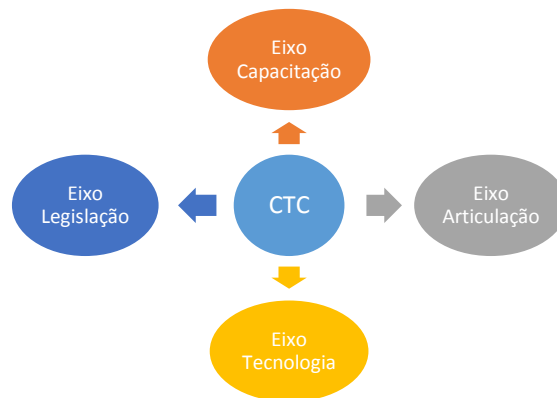 Eixo
Capacitação
Eixo
Legislação
CTC
Eixo
Articulação
Eixo
Tecnologia